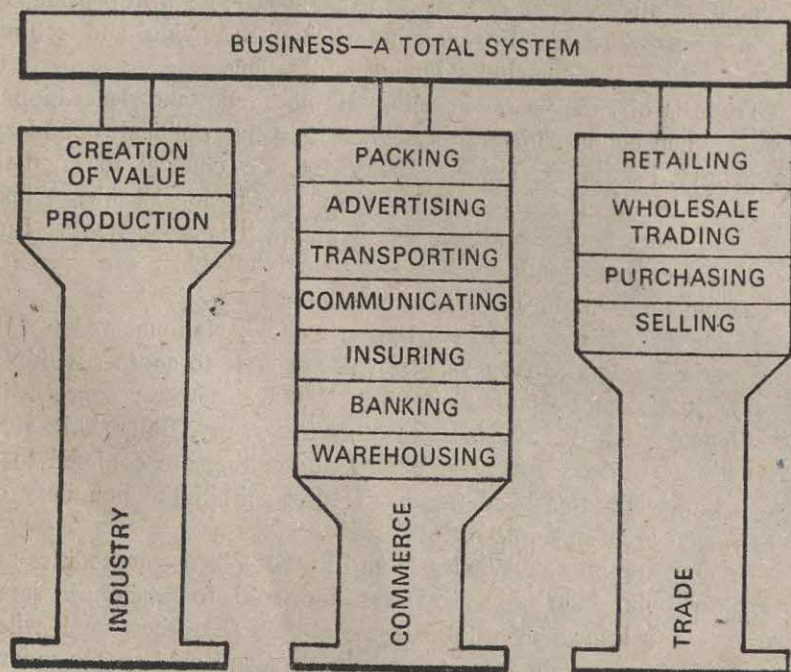 BUSINESS—A TOTAL SYSTEM
CREATION
OF VALUE
PRODUCTION
INDUSTRY
PACKING
ADVERTISING
TRANSPORTING
COMMUNICATING
INSURING
BANKING
WAREHOUSING
COMMERCE
RETAILING
WHOLESALE
TRADING
PURCHASING
SELLING
TRADE